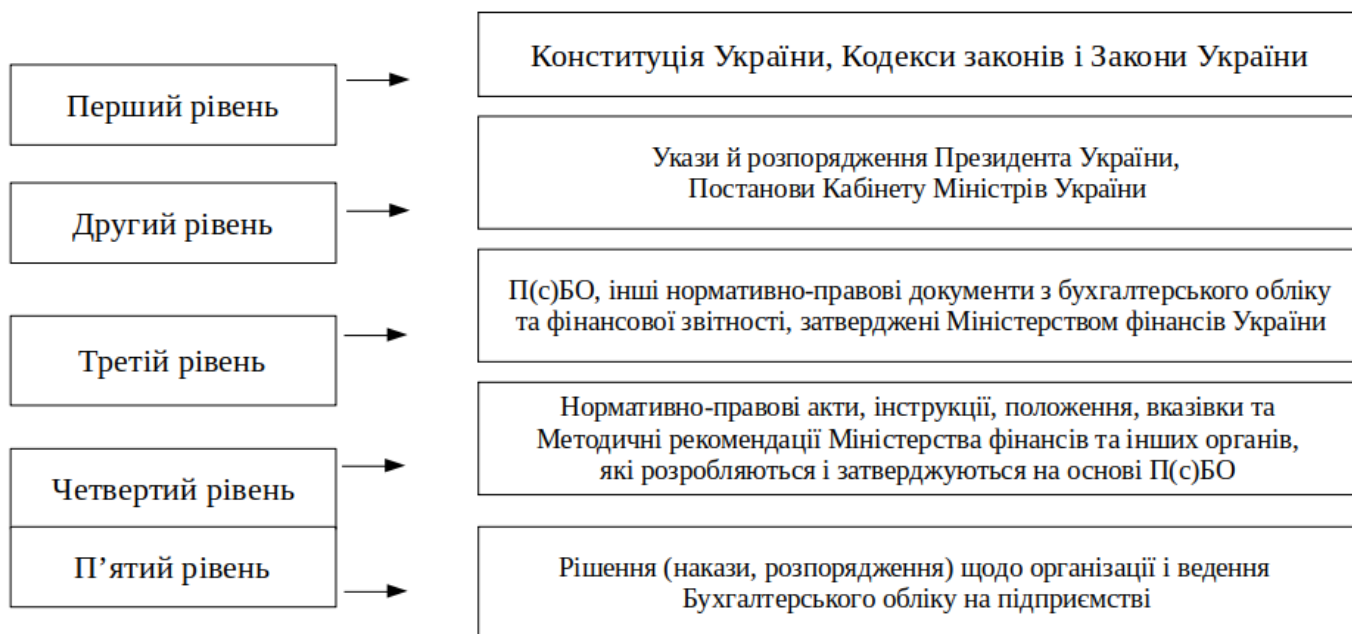 Перший рівень
Конституція України, Кодекси законів і Закони України
Другий рівень
Укази й розпорядження Президента України,
Постанови Кабінету Міністрів України
Третій рівень
П(с)БО, інші нормативно-правові документи з бухгалтерського обліку
та фінансової звітності, затверджені Міністерством фінансів України
Четвертий рівень
Нормативно-правові акти, інструкції, положення, вказівки та
Методичні рекомендації Міністерства фінансів та інших органів,
які розробляються і затверджуються на основі П(с)БО
П’ятий рівень
Рішення (накази, розпорядження) щодо організації і ведення
Бухгалтерського обліку на підприємстві